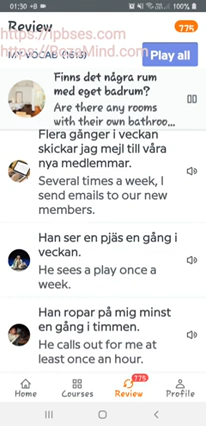 01:30
100%
Review
775
https://lpbses.com
https://BozaMind.com
MY VOCAB (1613)
Play all
Finns det några rum
med eget badrum?
Are there any rooms
with their own bathroo...
Flera gånger i veckan
skickar jag mejl till våra
nya medlemmar.
Several times a week, I
send emails to our new
members.
Han ser en pjäs en gång i
veckan.
He sees a play once a
week.
Han ropar på mig minst
en gång i timmen.
He calls out for me at
least once an hour.
775
Home
Courses
Review
Profile